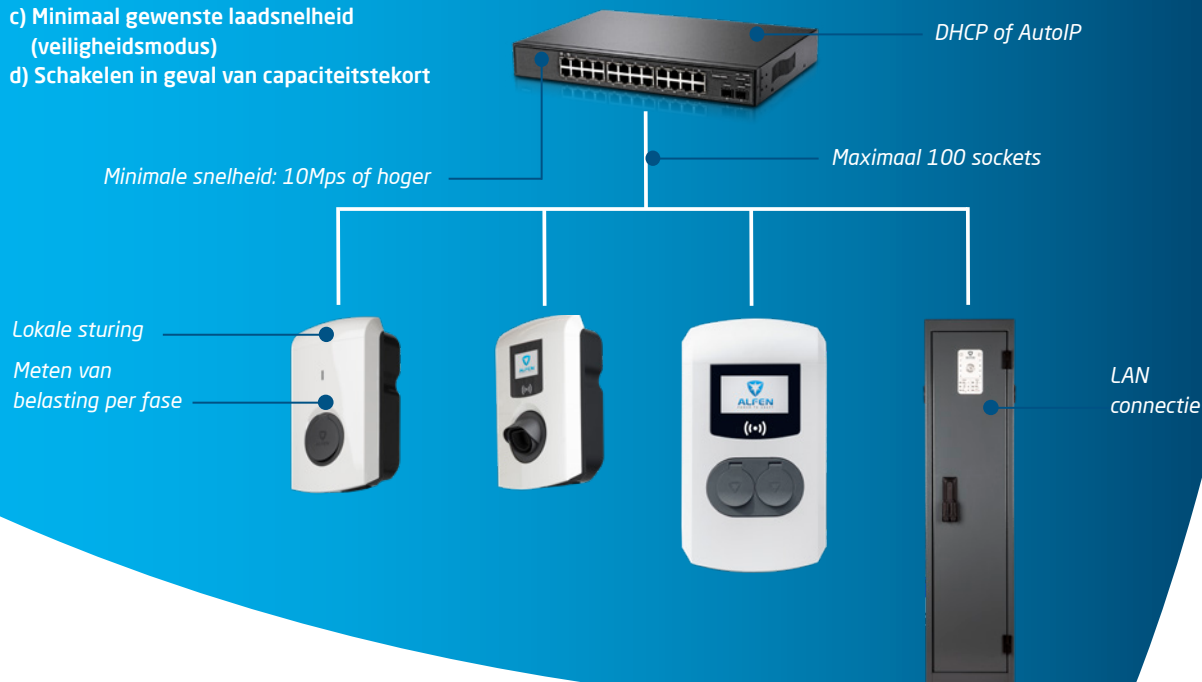 c) Minimaal gewenste laadsnelheid
(veiligheidsmodus)
d) Schakelen in geval van capaciteitstekort
DHCP of AutoIP
Minimale snelheid: 10Mps of hoger
Maximaal 100 sockets
Lokale sturing
Meten van
belasting per fase
LAN
connectie
ALFEN
ALFEN